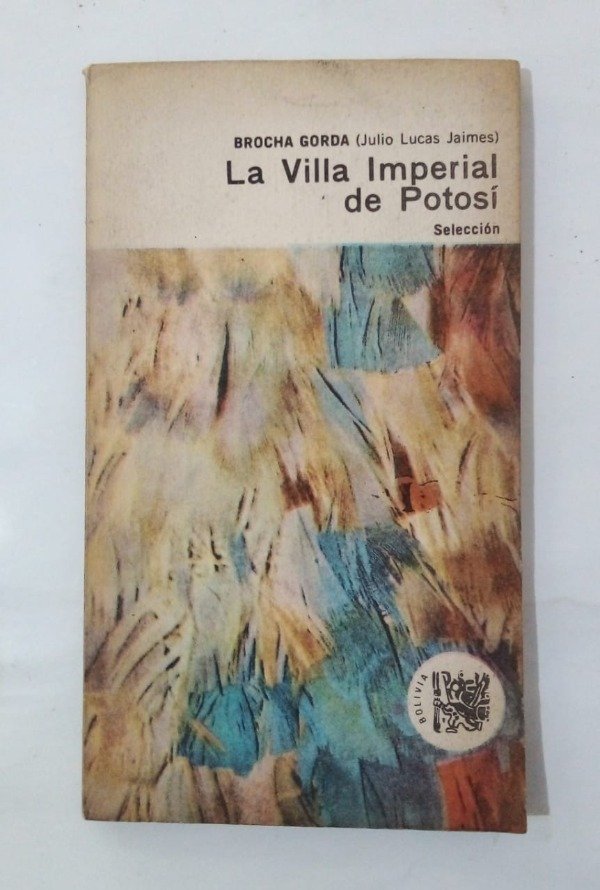 BROCHA GORDA (Julio Lucas Jaimes)
La Villa Imperial
de Potosí
Selección
BOLIVIA